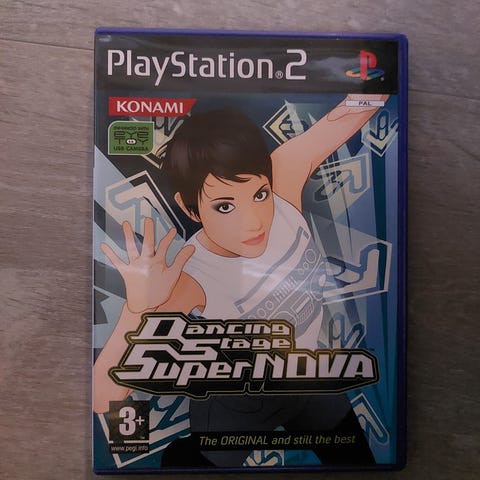 PlayStation®2
PAL
KONAMI
ENHANCED WITH
EYE
TOY
USB CAMERA
Dancing
Stage
SuperNOVA
3+
www.pegi.info
The ORIGINAL and still the best